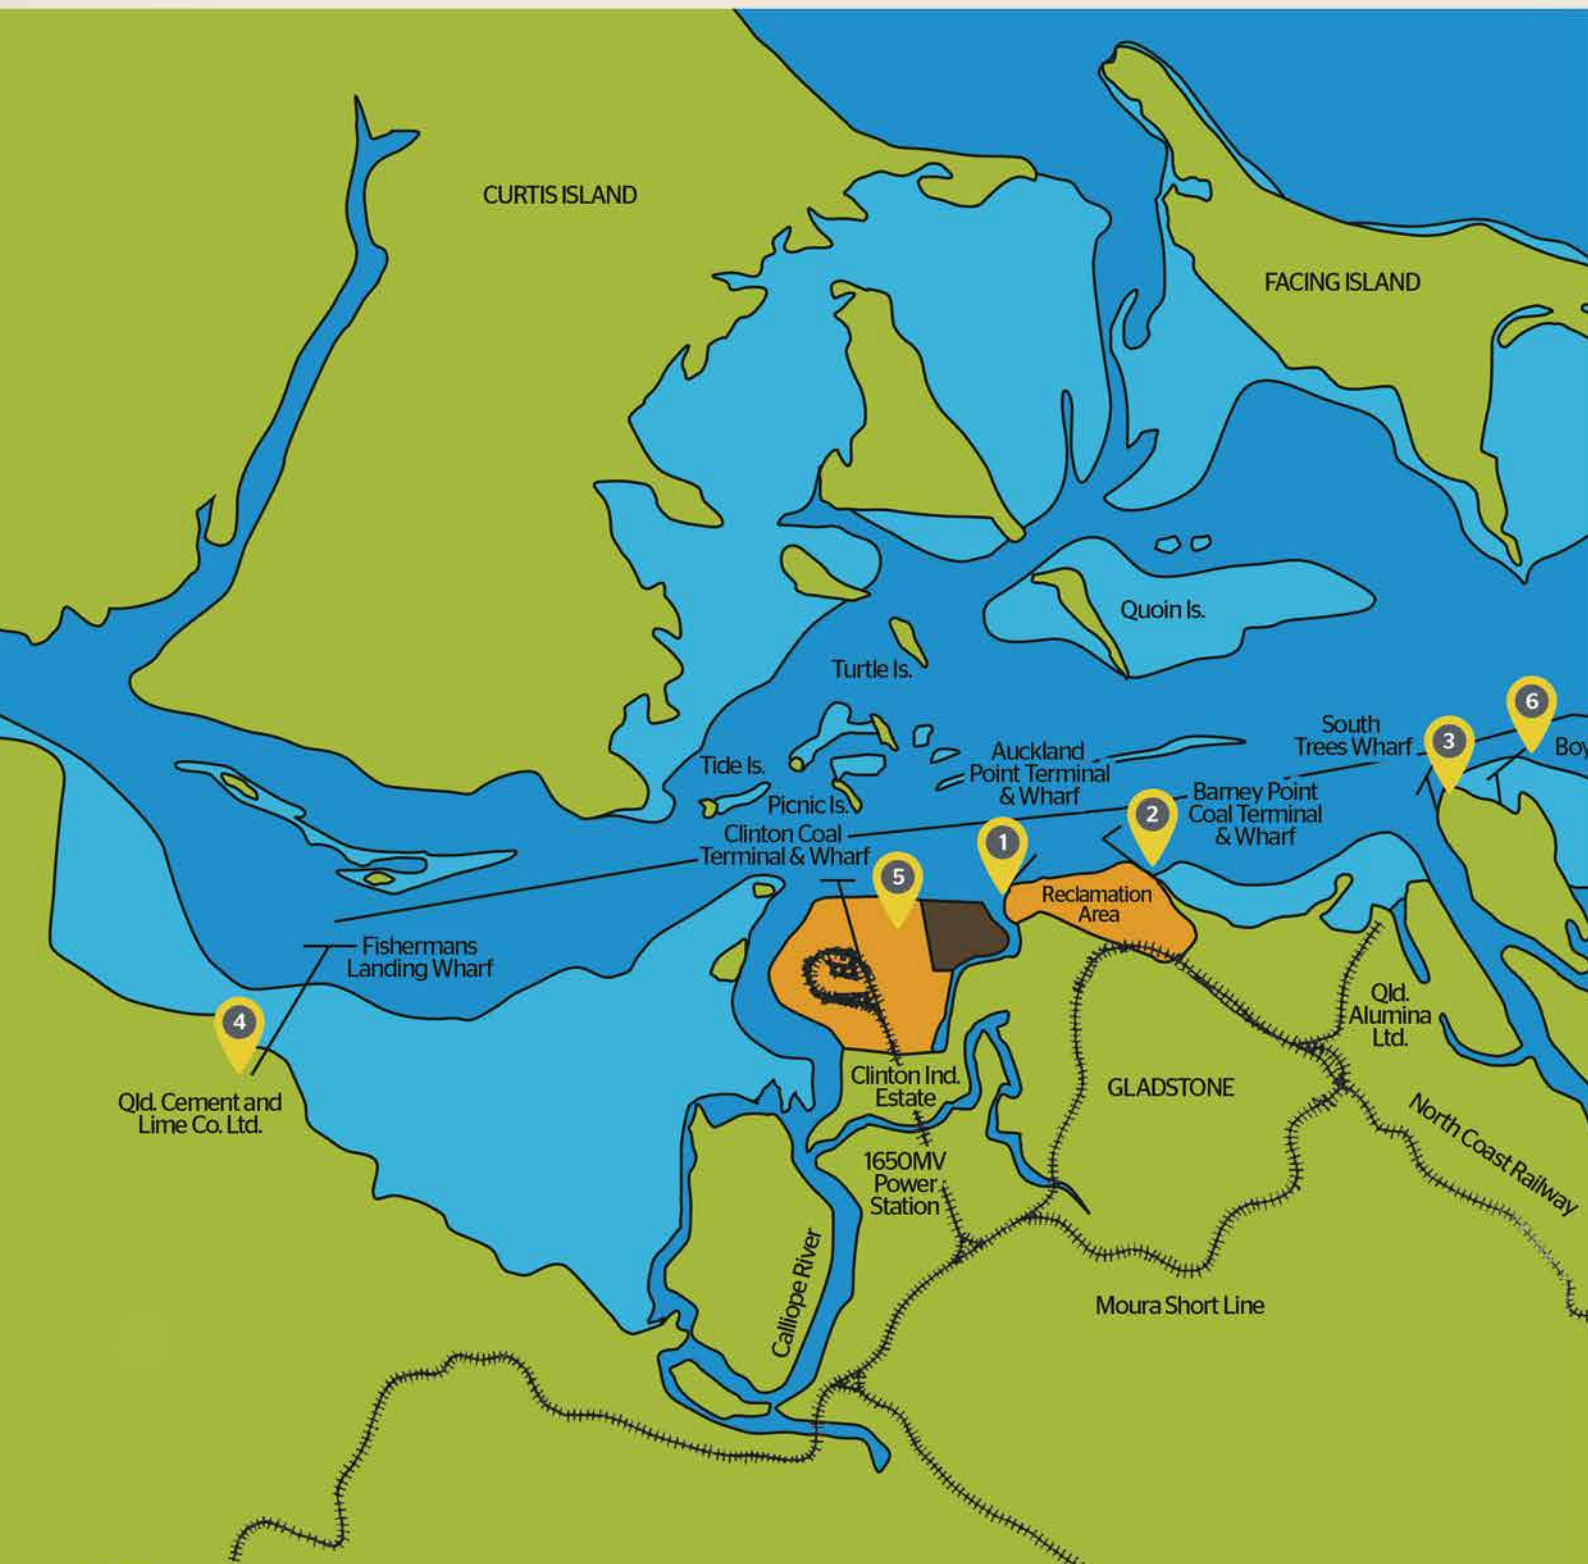 CURTIS ISLAND
FACING ISLAND
Quoin Is.
Turtle Is.
6
South
Trees Wharf
3
Boy
Auckland
Point Terminal
& Wharf
Tide Is.
Picnic Is.
Barney Point
Coal Terminal
& Wharf
2
Clinton Coal
Terminal & Wharf
1
5
Reclamation
Area
Fishermans
Landing Wharf
4
Qld. Cement and
Lime Co. Ltd.
Qld.
Alumina
Ltd.
Clinton Ind.
Estate
GLADSTONE
North Coast Railway
1650MV
Power
Station
Calliope River
Moura Short Line